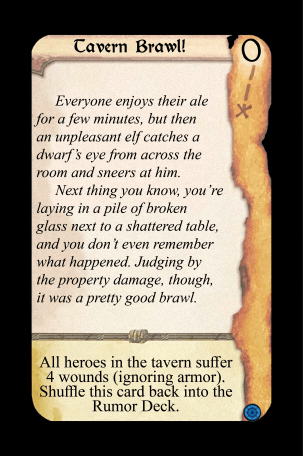 Tavern Brawl!
0
Everyone enjoys their ale
for a few minutes, but then
an unpleasant elf catches a
dwarf's eye from across the
room and sneers at him.
Next thing you know, you're
laying in a pile of broken
glass next to a shattered table,
and you don't even remember
what happened. Judging by
the property damage, though,
it was a pretty good brawl.
All heroes in the tavern suffer
4 wounds (ignoring armor).
Shuffle this card back into the
Rumor Deck.